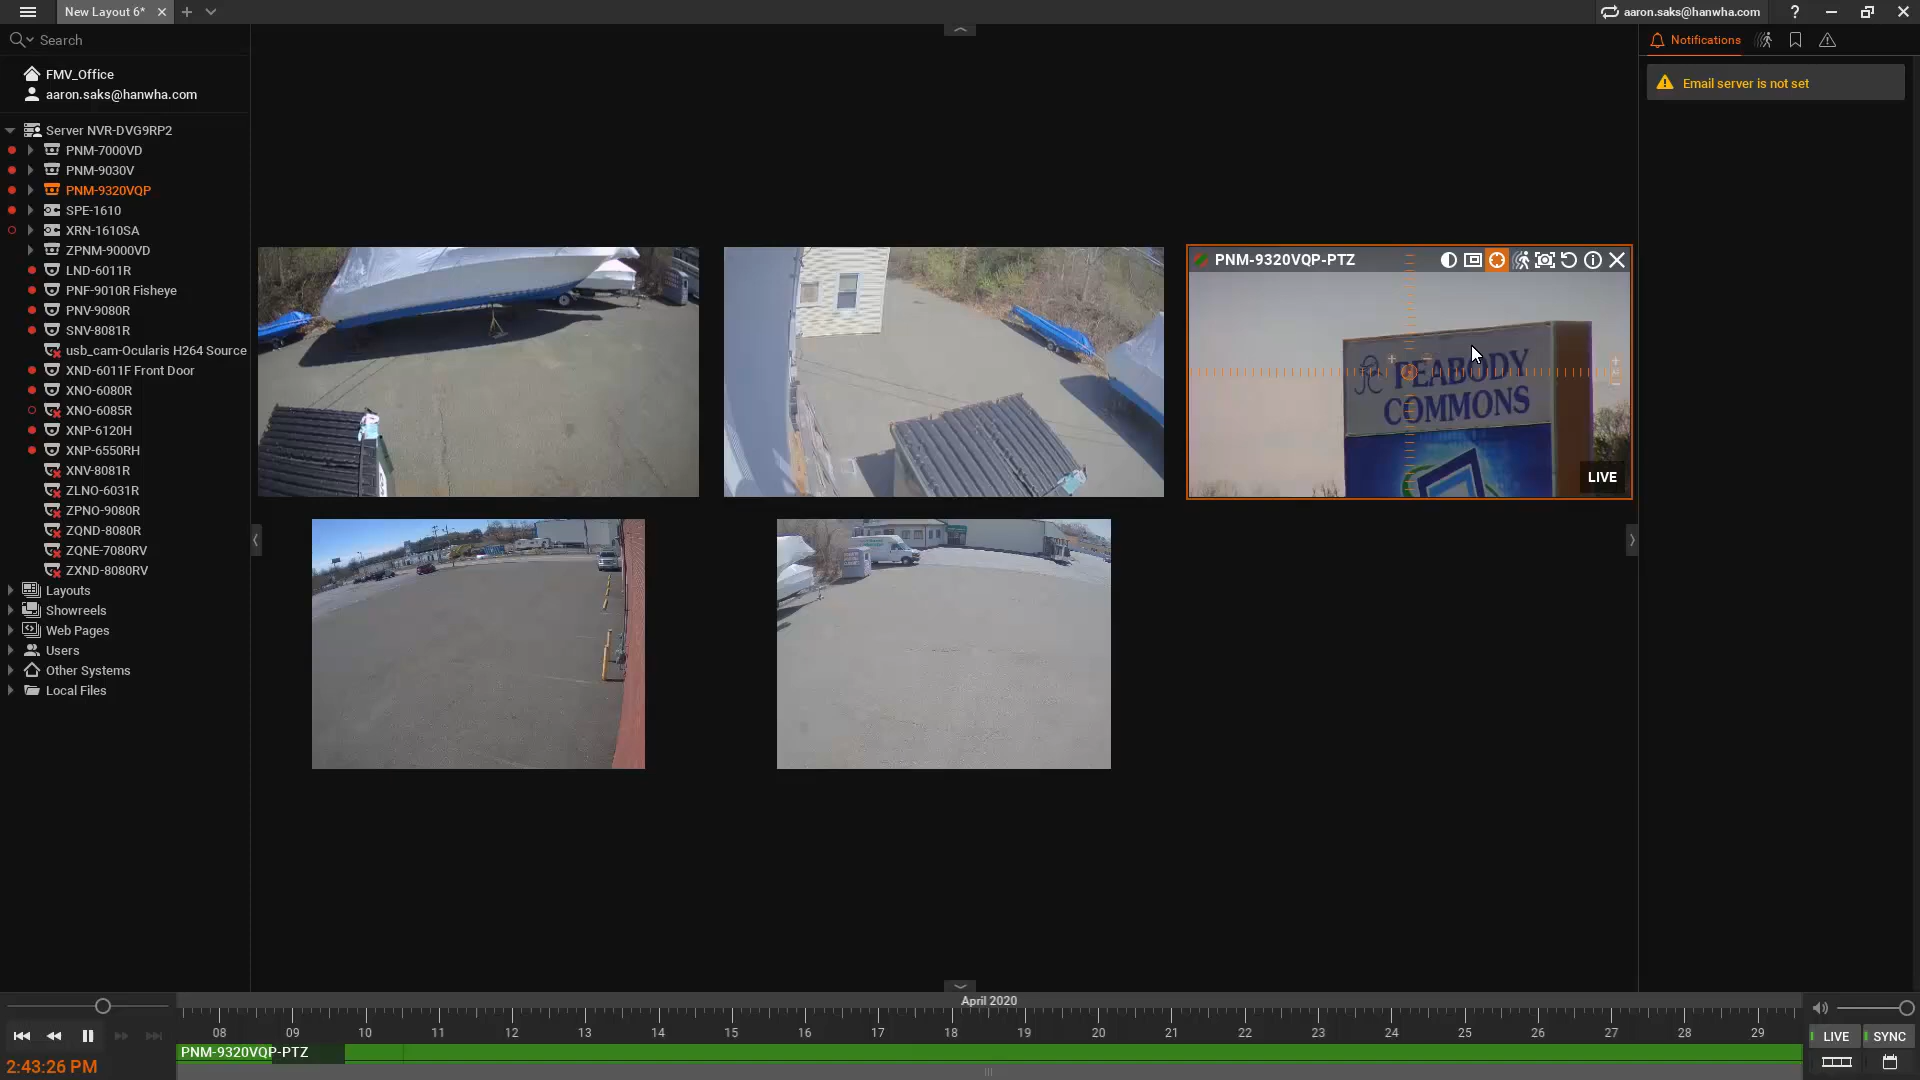 New Layout 6*
aaron.saks@hanwha.com
?
Search
Notifications
FMV_Office
aaron.saks@hanwha.com
Email server is not set
Server NVR-DVG9RP2
PNM-7000VD
PNM-9030V
PNM-9320VQP
SPE-1610
XRN-1610SA
ZPNM-9000VD
LND-6011R
PNF-9010R Fisheye
PNV-9080R
SNV-8081R
usb_cam-Ocularis H264 Source
XND-6011F Front Door
XNO-6080R
XNO-6085R
XNP-6120H
XNP-6550RH
XNV-8081R
ZLNO-6031R
ZPNO-9080R
ZQND-8080R
ZQNE-7080RV
ZXND-8080RV
Layouts
Showreels
Web Pages
Users
Other Systems
Local Files
PNM-9320VQP-PTZ
PEABODY
COMMONS
LIVE
April 2020
08 09 10 11 12 13 14 15 16 17 18 19 20 21 22 23 24 25 26 27 28 29
PNM-9320VQP-PTZ
2:43:26 PM
LIVE
SYNC